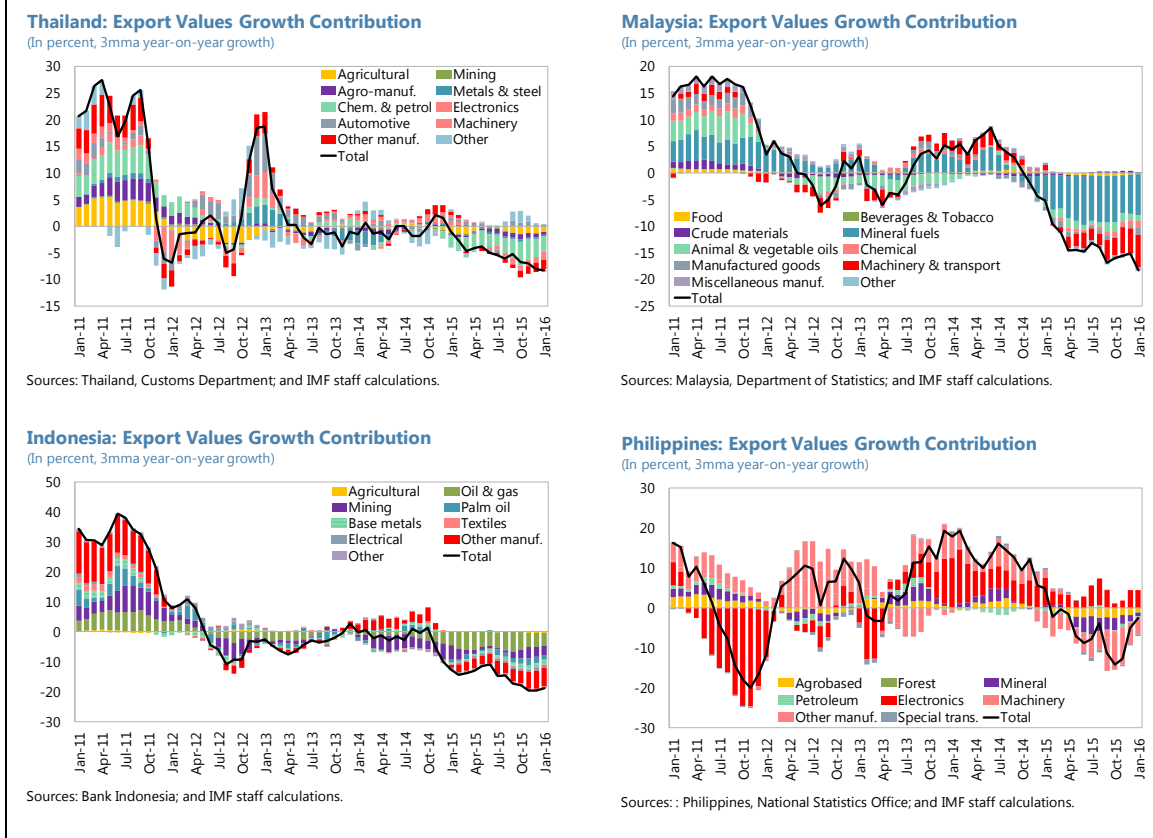 Thailand: Export Values Growth Contribution
(In percent, 3mma year-on-year growth)
30
25
20
15
10
5
0
-5
-10
-15
Agricultural Mining
Agro-manuf. Metals & steel
Chem. & petrol Electronics
Automotive Machinery
Other manuf. Other
Total
Jan-11 Apr-11 Jul-11 Oct-11 Jan-12 Apr-12 Jul-12 Oct-12 Jan-13 Apr-13 Jul-13 Oct-13 Jan-14 Apr-14 Jul-14 Oct-14 Jan-15 Apr-15 Jul-15 Oct-15 Jan-16
Sources: Thailand, Customs Department; and IMF staff calculations.
Malaysia: Export Values Growth Contribution
(In percent, 3mma year-on-year growth)
20
15
10
5
0
-5
-10
-15
-20
-25
Food Beverages & Tobacco
Crude materials Mineral fuels
Animal & vegetable oils Chemical
Manufactured goods Machinery & transport
Miscellaneous manuf. Other
Total
Jan-11 Apr-11 Jul-11 Oct-11 Jan-12 Apr-12 Jul-12 Oct-12 Jan-13 Apr-13 Jul-13 Oct-13 Jan-14 Apr-14 Jul-14 Oct-14 Jan-15 Apr-15 Jul-15 Oct-15 Jan-16
Sources: Malaysia, Department of Statistics; and IMF staff calculations.
Indonesia: Export Values Growth Contribution
(In percent, 3mma year-on-year growth)
50
40
30
20
10
0
-10
-20
-30
Agricultural Oil & gas
Mining Palm oil
Base metals Textiles
Electrical Other manuf.
Other Total
Jan-11 Apr-11 Jul-11 Oct-11 Jan-12 Apr-12 Jul-12 Oct-12 Jan-13 Apr-13 Jul-13 Oct-13 Jan-14 Apr-14 Jul-14 Oct-14 Jan-15 Apr-15 Jul-15 Oct-15 Jan-16
Sources: Bank Indonesia; and IMF staff calculations.
Philippines: Export Values Growth Contribution
(In percent, 3mma year-on-year growth)
30
20
10
0
-10
-20
-30
Agrobased Forest Mineral
Petroleum Electronics Machinery
Other manuf. Special trans. Total
Jan-11 Apr-11 Jul-11 Oct-11 Jan-12 Apr-12 Jul-12 Oct-12 Jan-13 Apr-13 Jul-13 Oct-13 Jan-14 Apr-14 Jul-14 Oct-14 Jan-15 Apr-15 Jul-15 Oct-15 Jan-16
Sources: : Philippines, National Statistics Office; and IMF staff calculations.